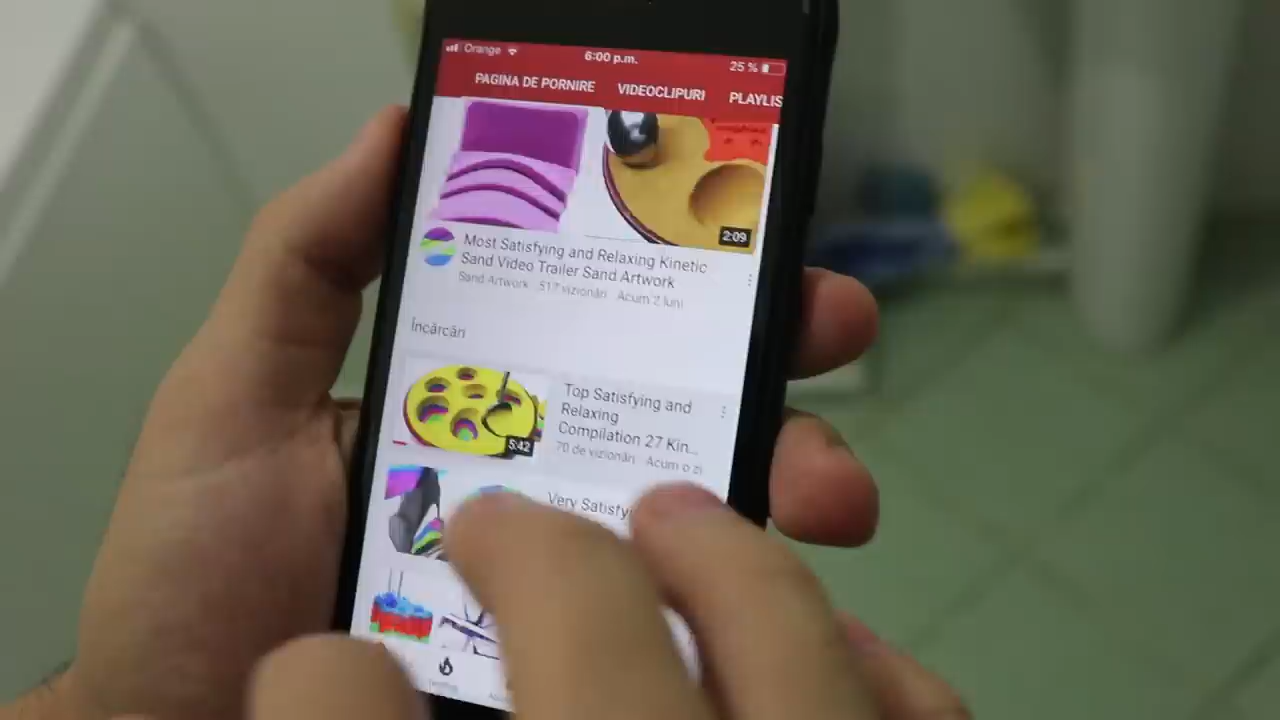 Orange
6:00 p.m.
25 %
PAGINA DE PORNIRE VIDEOCLIPURI PLAYLIS
2:09
Most Satisfying and Relaxing Kinetic
Sand Video Trailer Sand Artwork
Sand Artwork · 517 vizionări · Acum 2 luni
Încărcări
5:42
Top Satisfying and
Relaxing
Compilation 27 Kin...
70 de vizionări · Acum o zi
Very Satisfy